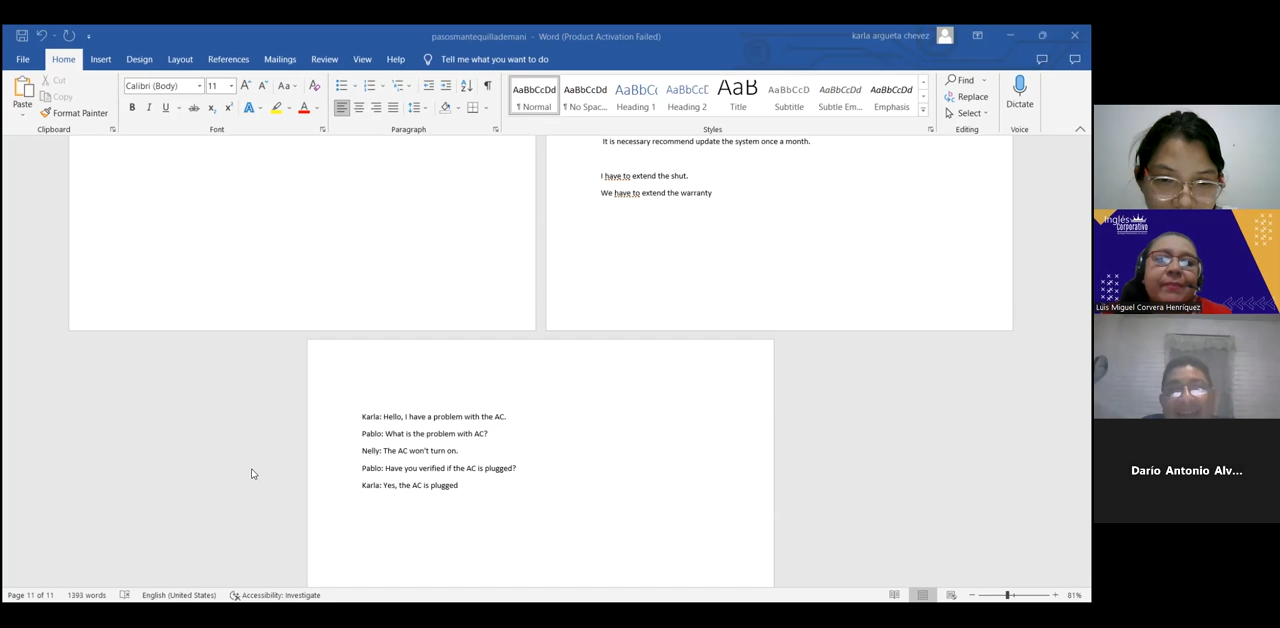 pasosmantequillademani - Word (Product Activation Failed)
karla argueta chevez
File Home Insert Design Layout References Mailings Review View Help Tell me what you want to do
Paste
Cut
Copy
Format Painter
Clipboard
Calibri (Body) 11
Font
Paragraph
AaBbCcDd ¶ Normal
AaBbCcDd ¶ No Spac...
AaBbCc Heading 1
AaBbCcD Heading 2
AaB Title
AaBbCcD Subtitle
AaBbCcDd Subtle Em...
AaBbCcDd Emphasis
Styles
Find
Replace
Select
Editing
Dictate
Voice
It is necessary recommend update the system once a month.
I have to extend the shut.
We have to extend the warranty
Karla: Hello, I have a problem with the AC.
Pablo: What is the problem with AC?
Nelly: The AC won't turn on.
Pablo: Have you verified if the AC is plugged?
Karla: Yes, the AC is plugged
Page 11 of 11 1393 words English (United States) Accessibility: Investigate 81%
Inglés
Corporativo
Luis Miguel Corvera Henríquez
Darío Antonio Alv...